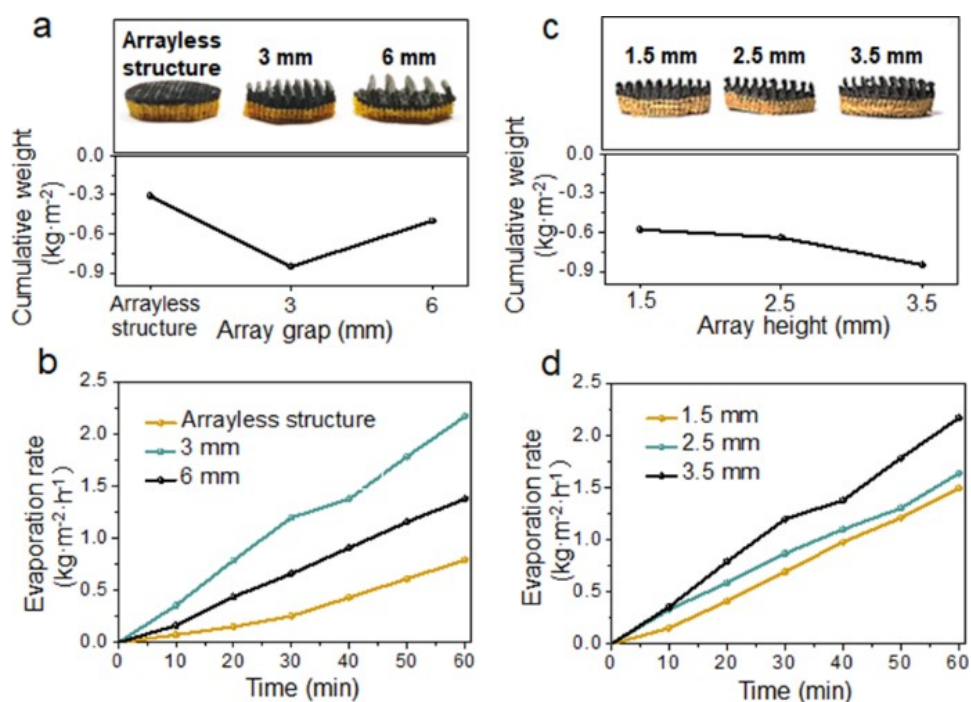 a
Arrayless
structure
3 mm
6 mm
Cumulative weight
(kg·m-2)
0.0
-0.3
-0.6
-0.9
Arrayless
structure
3
6
Array grap (mm)
c
1.5 mm
2.5 mm
3.5 mm
Cumulative weight
(kg·m-2)
0.0
-0.3
-0.6
-0.9
1.5
2.5
3.5
Array height (mm)
b
Evaporation rate
(kg·m-2·h-1)
2.5
2.0
1.5
1.0
0.5
0.0
Arrayless structure
3 mm
6 mm
0 10 20 30 40 50 60
Time (min)
d
Evaporation rate
(kg·m-2·h-1)
2.5
2.0
1.5
1.0
0.5
0.0
1.5 mm
2.5 mm
3.5 mm
0 10 20 30 40 50 60
Time (min)